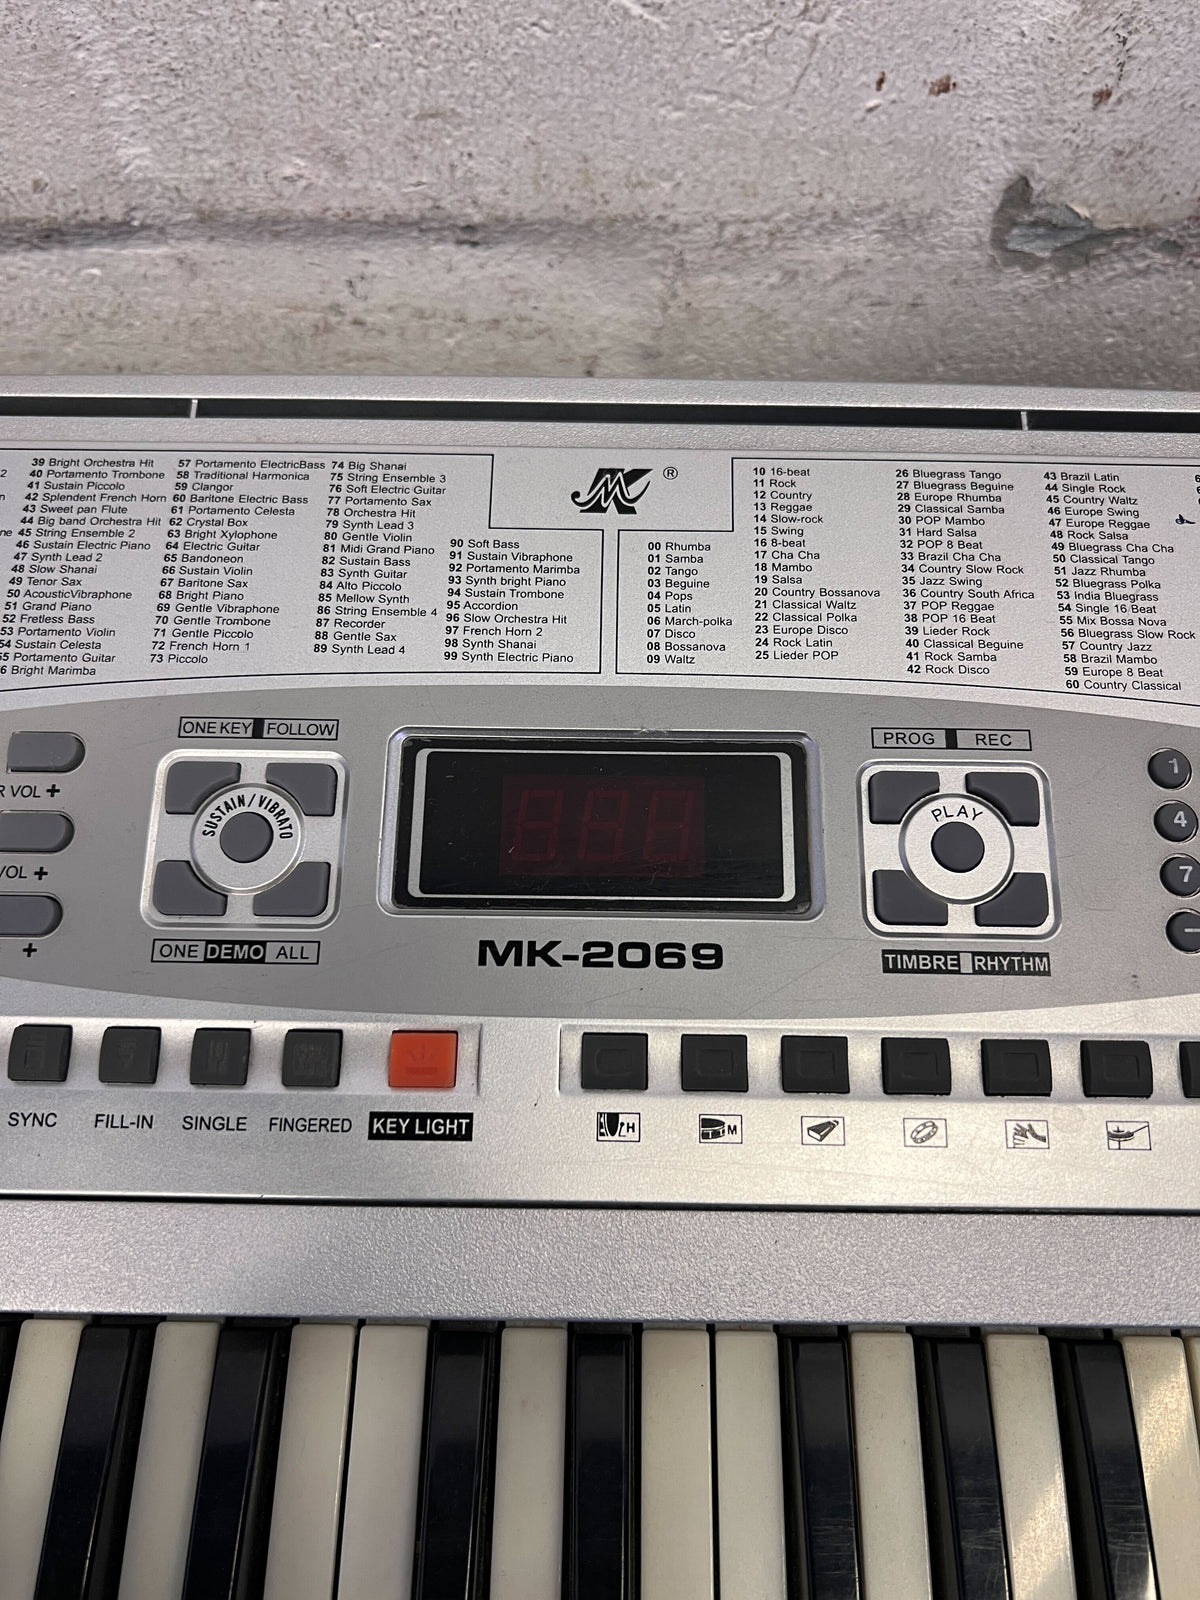 2
39 Bright Orchestra Hit
40 Portamento Trombone
41 Sustain Piccolo
42 Splendent French Horn
43 Sweet pan Flute
44 Big band Orchestra Hit
45 String Ensemble 2
46 Sustain Electric Piano
47 Synth Lead 2
48 Slow Shanai
49 Tenor Sax
50 AcousticVibraphone
51 Grand Piano
52 Fretless Bass
53 Portamento Violin
54 Sustain Celesta
55 Portamento Guitar
6 Bright Marimba
57 Portamento ElectricBass
58 Traditional Harmonica
59 Clangor
60 Baritone Electric Bass
61 Portamento Celesta
62 Crystal Box
63 Bright Xylophone
64 Electric Guitar
65 Bandoneon
66 Sustain Violin
67 Baritone Sax
68 Bright Piano
69 Gentle Vibraphone
70 Gentle Trombone
71 Gentle Piccolo
72 French Horn 1
73 Piccolo
74 Big Shanai
75 String Ensemble 3
76 Soft Electric Guitar
77 Portamento Sax
78 Orchestra Hit
79 Synth Lead 3
80 Gentle Violin
81 Midi Grand Piano
82 Sustain Bass
83 Synth Guitar
84 Alto Piccolo
85 Mellow Synth
86 String Ensemble 4
87 Recorder
88 Gentle Sax
89 Synth Lead 4
90 Soft Bass
91 Sustain Vibraphone
92 Portamento Marimba
93 Synth bright Piano
94 Sustain Trombone
95 Accordion
96 Slow Orchestra Hit
97 French Horn 2
98 Synth Shanai
99 Synth Electric Piano
MK ®
00 Rhumba
01 Samba
02 Tango
03 Beguine
04 Pops
05 Latin
06 March-polka
07 Disco
08 Bossanova
09 Waltz
10 16-beat
11 Rock
12 Country
13 Reggae
14 Slow-rock
15 Swing
16 8-beat
17 Cha Cha
18 Mambo
19 Salsa
20 Country Bossanova
21 Classical Waltz
22 Classical Polka
23 Europe Disco
24 Rock Latin
25 Lieder POP
26 Bluegrass Tango
27 Bluegrass Beguine
28 Europe Rhumba
29 Classical Samba
30 POP Mambo
31 Hard Salsa
32 POP 8 Beat
33 Brazil Cha Cha
34 Country Slow Rock
35 Jazz Swing
36 Country South Africa
37 POP Reggae
38 POP 16 Beat
39 Lieder Rock
40 Classical Beguine
41 Rock Samba
42 Rock Disco
43 Brazil Latin
44 Single Rock
45 Country Waltz
46 Europe Swing
47 Europe Reggae
48 Rock Salsa
49 Bluegrass Cha Cha
50 Classical Tango
51 Jazz Rhumba
52 Bluegrass Polka
53 India Bluegrass
54 Single 16 Beat
55 Mix Bossa Nova
56 Bluegrass Slow Rock
57 Country Jazz
58 Brazil Mambo
59 Europe 8 Beat
60 Country Classical
ONE KEY FOLLOW
PROG REC
R VOL +
VOL +
+
SUSTAIN/VIBRATO
888
PLAY
1
4
7
−
ONE DEMO ALL
MK-2069
TIMBRE RHYTHM
SYNC FILL-IN SINGLE FINGERED KEY LIGHT
H
M